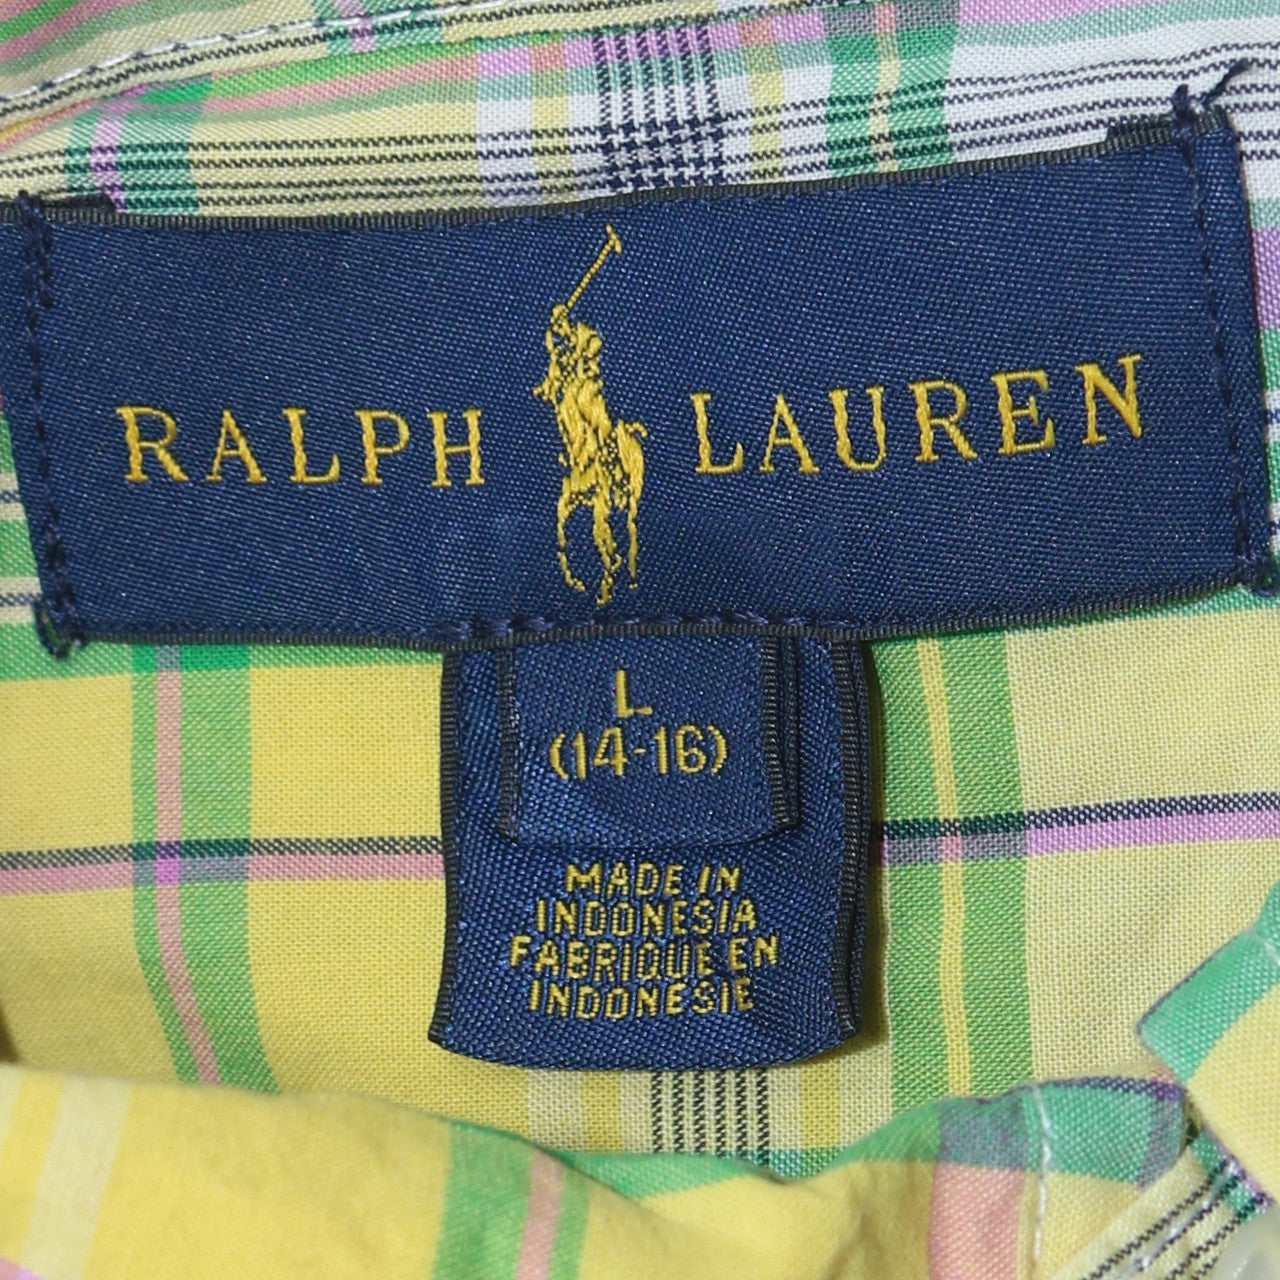 RALPH LAUREN
L
(14-16)
MADE IN
INDONESIA
FABRIQUE EN
INDONESIE